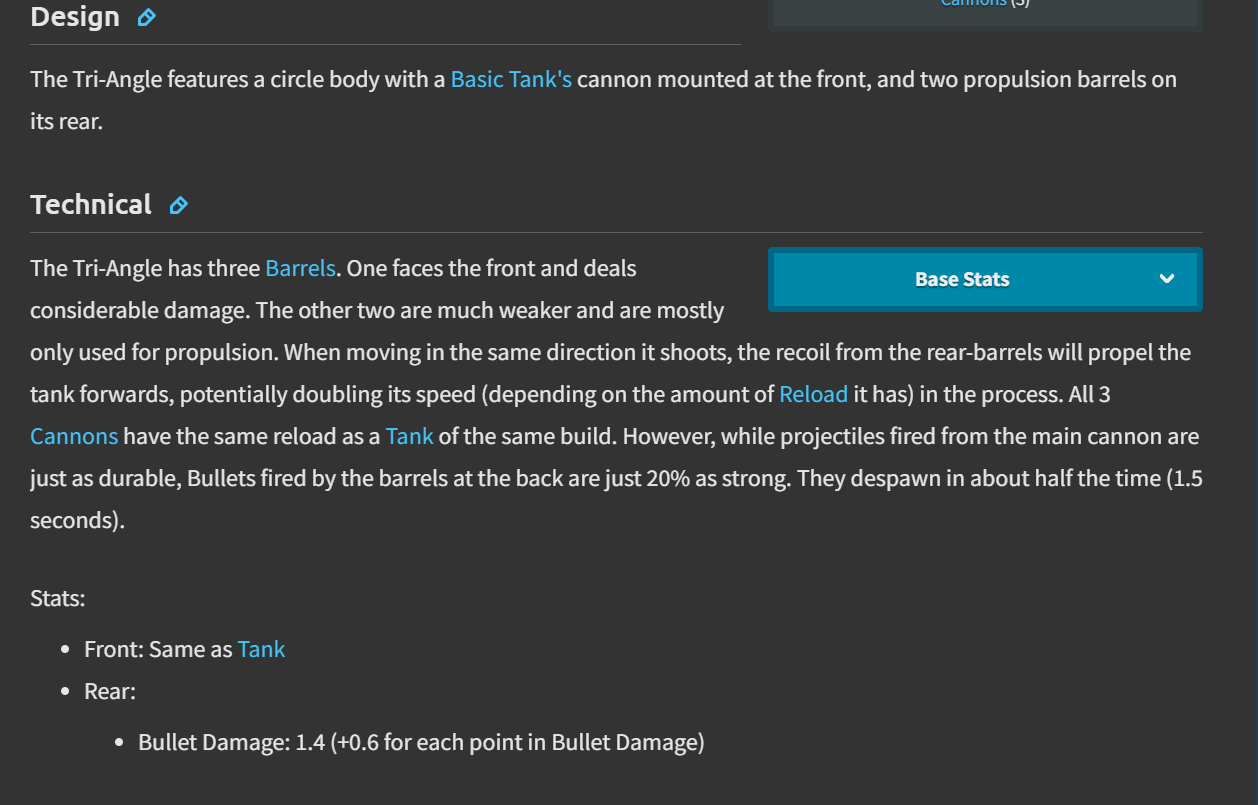 Design
Cannons (3)
The Tri-Angle features a circle body with a Basic Tank's cannon mounted at the front, and two propulsion barrels on
its rear.
Technical
Base Stats
The Tri-Angle has three Barrels. One faces the front and deals
considerable damage. The other two are much weaker and are mostly
only used for propulsion. When moving in the same direction it shoots, the recoil from the rear-barrels will propel the
tank forwards, potentially doubling its speed (depending on the amount of Reload it has) in the process. All 3
Cannons have the same reload as a Tank of the same build. However, while projectiles fired from the main cannon are
just as durable, Bullets fired by the barrels at the back are just 20% as strong. They despawn in about half the time (1.5
seconds).
Stats:
• Front: Same as Tank
• Rear:
• Bullet Damage: 1.4 (+0.6 for each point in Bullet Damage)